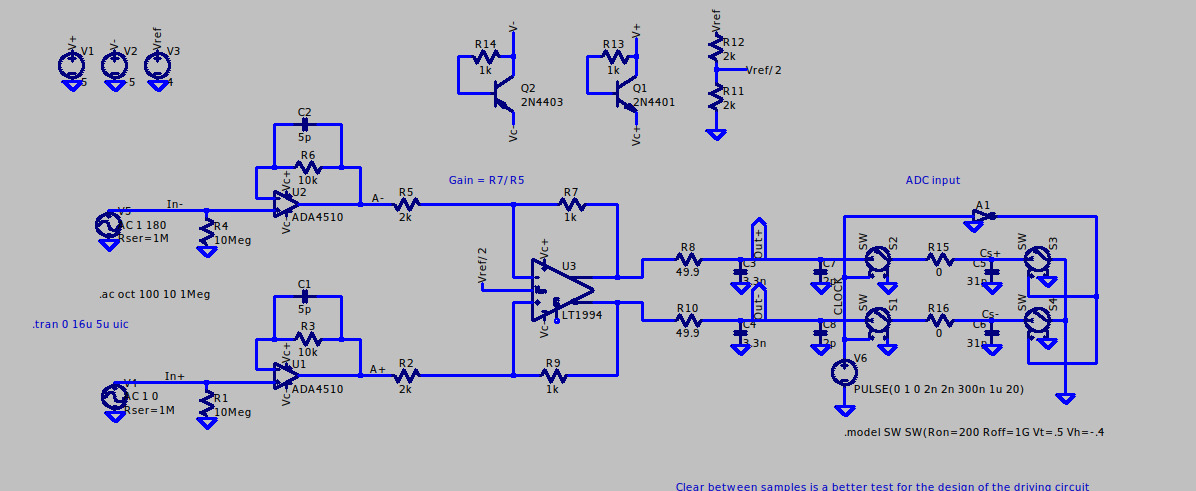 V+
V1
5
V-
V2
5
Vref
V3
4
R14
1k
V-
Q2
2N4403
Vc-
R13
1k
V+
Q1
2N4401
Vc+
Vref
R12
2k
Vref/2
R11
2k
C2
5p
R6
10k
Vc+
U2
ADA4510
Vc-
In-
V5
AC 1 180
Rser=1M
R4
10Meg
A-
R5
2k
Gain = R7/R5
R7
1k
ADC input
A1
Vref/2
Vc+
U3
LT1994
Vc-
R8
49.9
Out+
C3
3.3n
C7
2p
SW
S2
R15
0
Cs+
C5
31p
SW
S3
.ac oct 100 10 1Meg
.tran 0 16u 5u uic
C1
5p
R3
10k
Vc+
U1
ADA4510
Vc-
In+
V4
AC 1 0
Rser=1M
R1
10Meg
A+
R2
2k
R9
1k
R10
49.9
Out-
C4
3.3n
C8
2p
CLOCK
SW
S1
R16
0
Cs-
C6
31p
SW
S4
V6
PULSE(0 1 0 2n 2n 300n 1u 20)
.model SW SW(Ron=200 Roff=1G Vt=.5 Vh=-.4
Clear between samples is a better test for the design of the driving circuit